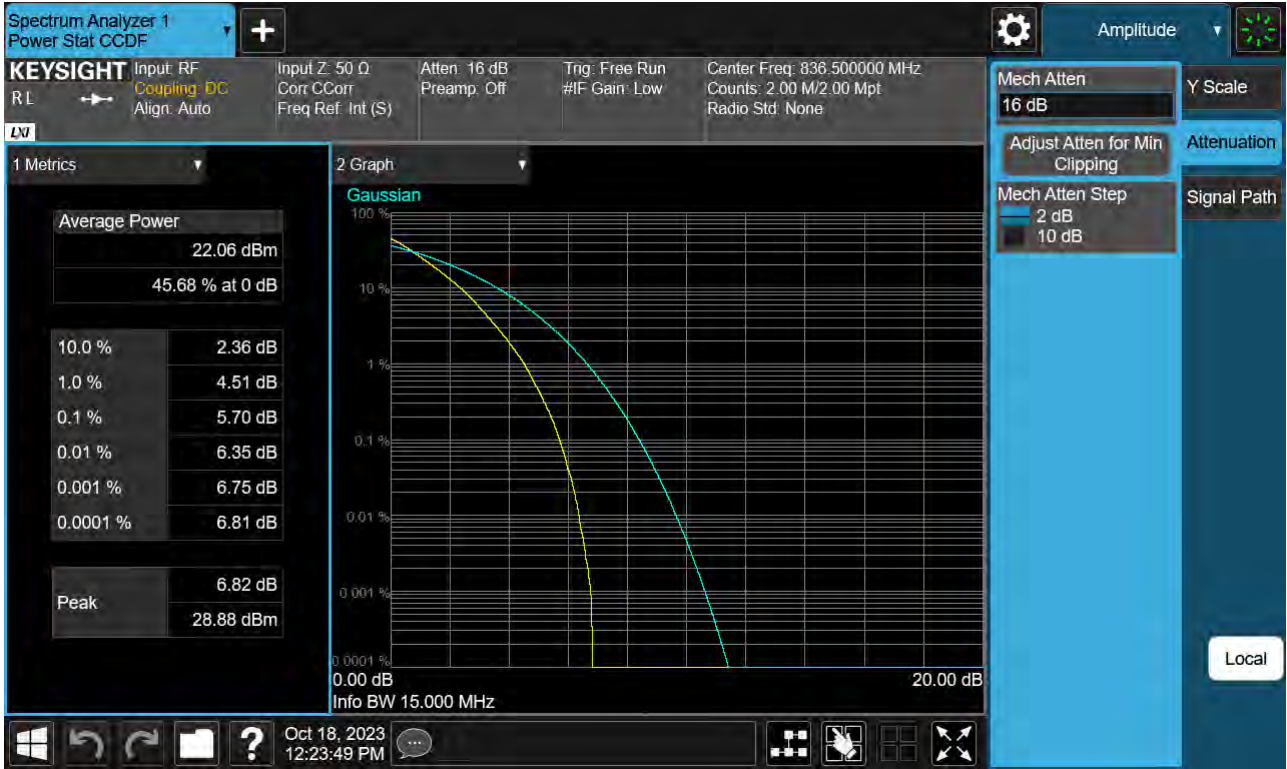 Spectrum Analyzer 1
Power Stat CCDF
Amplitude
KEYSIGHT
R L
LXI
Input: RF
Coupling: DC
Align: Auto
Input Z: 50 Ω
Corr CCorr
Freq Ref: Int (S)
Atten: 16 dB
Preamp: Off
Trig: Free Run
#IF Gain: Low
Center Freq: 836.500000 MHz
Counts: 2.00 M/2.00 Mpt
Radio Std: None
Mech Atten
16 dB
Adjust Atten for Min
Clipping
Mech Atten Step
2 dB
10 dB
Y Scale
Attenuation
Signal Path
Local
1 Metrics
Average Power
22.06 dBm
45.68 % at 0 dB
10.0 % 2.36 dB
1.0 % 4.51 dB
0.1 % 5.70 dB
0.01 % 6.35 dB
0.001 % 6.75 dB
0.0001 % 6.81 dB
Peak
6.82 dB
28.88 dBm
2 Graph
Gaussian
100 %
10 %
1 %
0.1 %
0.01 %
0.001 %
0.0001 %
0.00 dB 20.00 dB
Info BW 15.000 MHz
?
Oct 18, 2023
12:23:49 PM